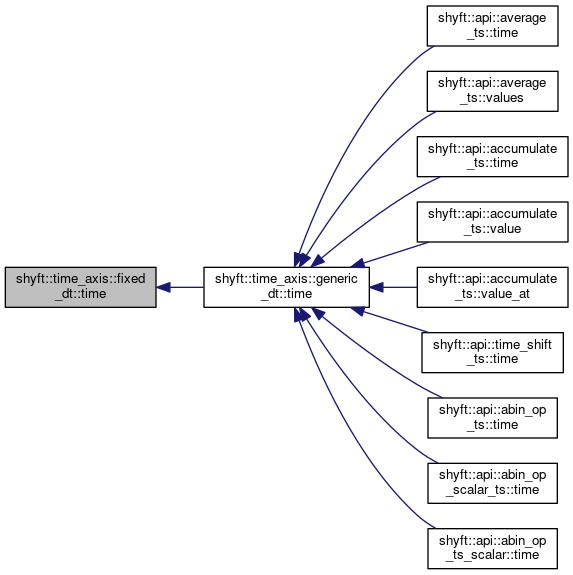 shyft::api::average
_ts::time
shyft::api::average
_ts::values
shyft::api::accumulate
_ts::time
shyft::api::accumulate
_ts::value
shyft::time_axis::fixed
_dt::time
shyft::time_axis::generic
_dt::time
shyft::api::accumulate
_ts::value_at
shyft::api::time_shift
_ts::time
shyft::api::abin_op
_ts::time
shyft::api::abin_op
_scalar_ts::time
shyft::api::abin_op
_ts_scalar::time